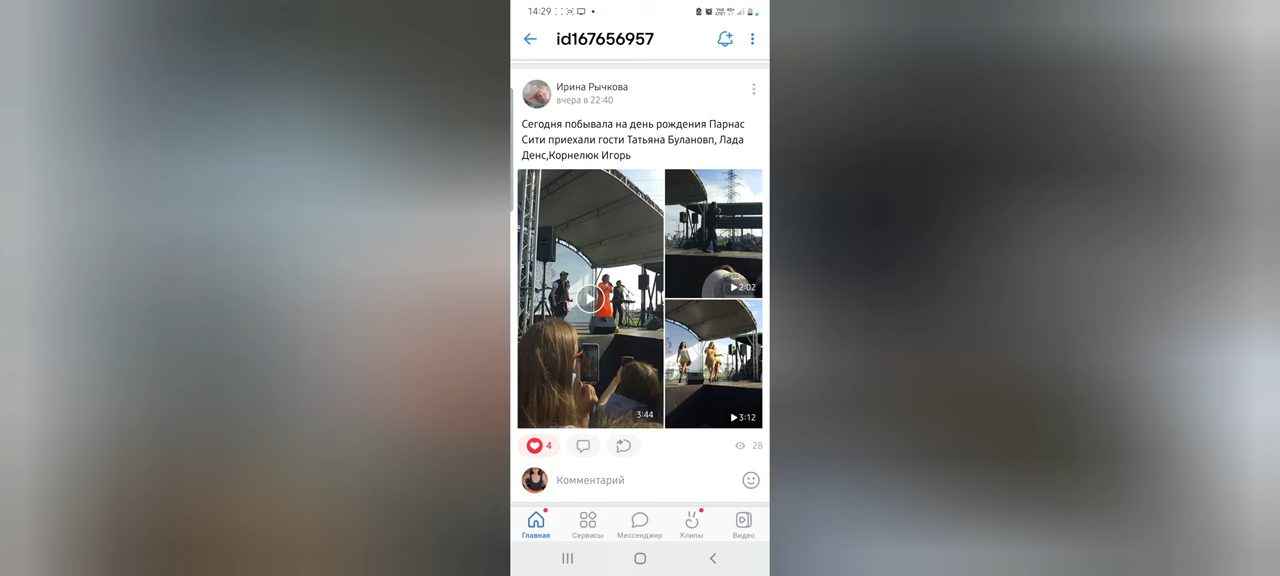 14:29
id167656957
Ирина Рычкова
вчера в 22:40
Сегодня побывала на день рождения Парнас
Сити приехали гости Татьяна Булановп, Лада
Денс,Корнелюк Игорь
2:02
3:44
3:12
4
28
Комментарий
Главная
Сервисы
Мессенджер
Клипы
Видео